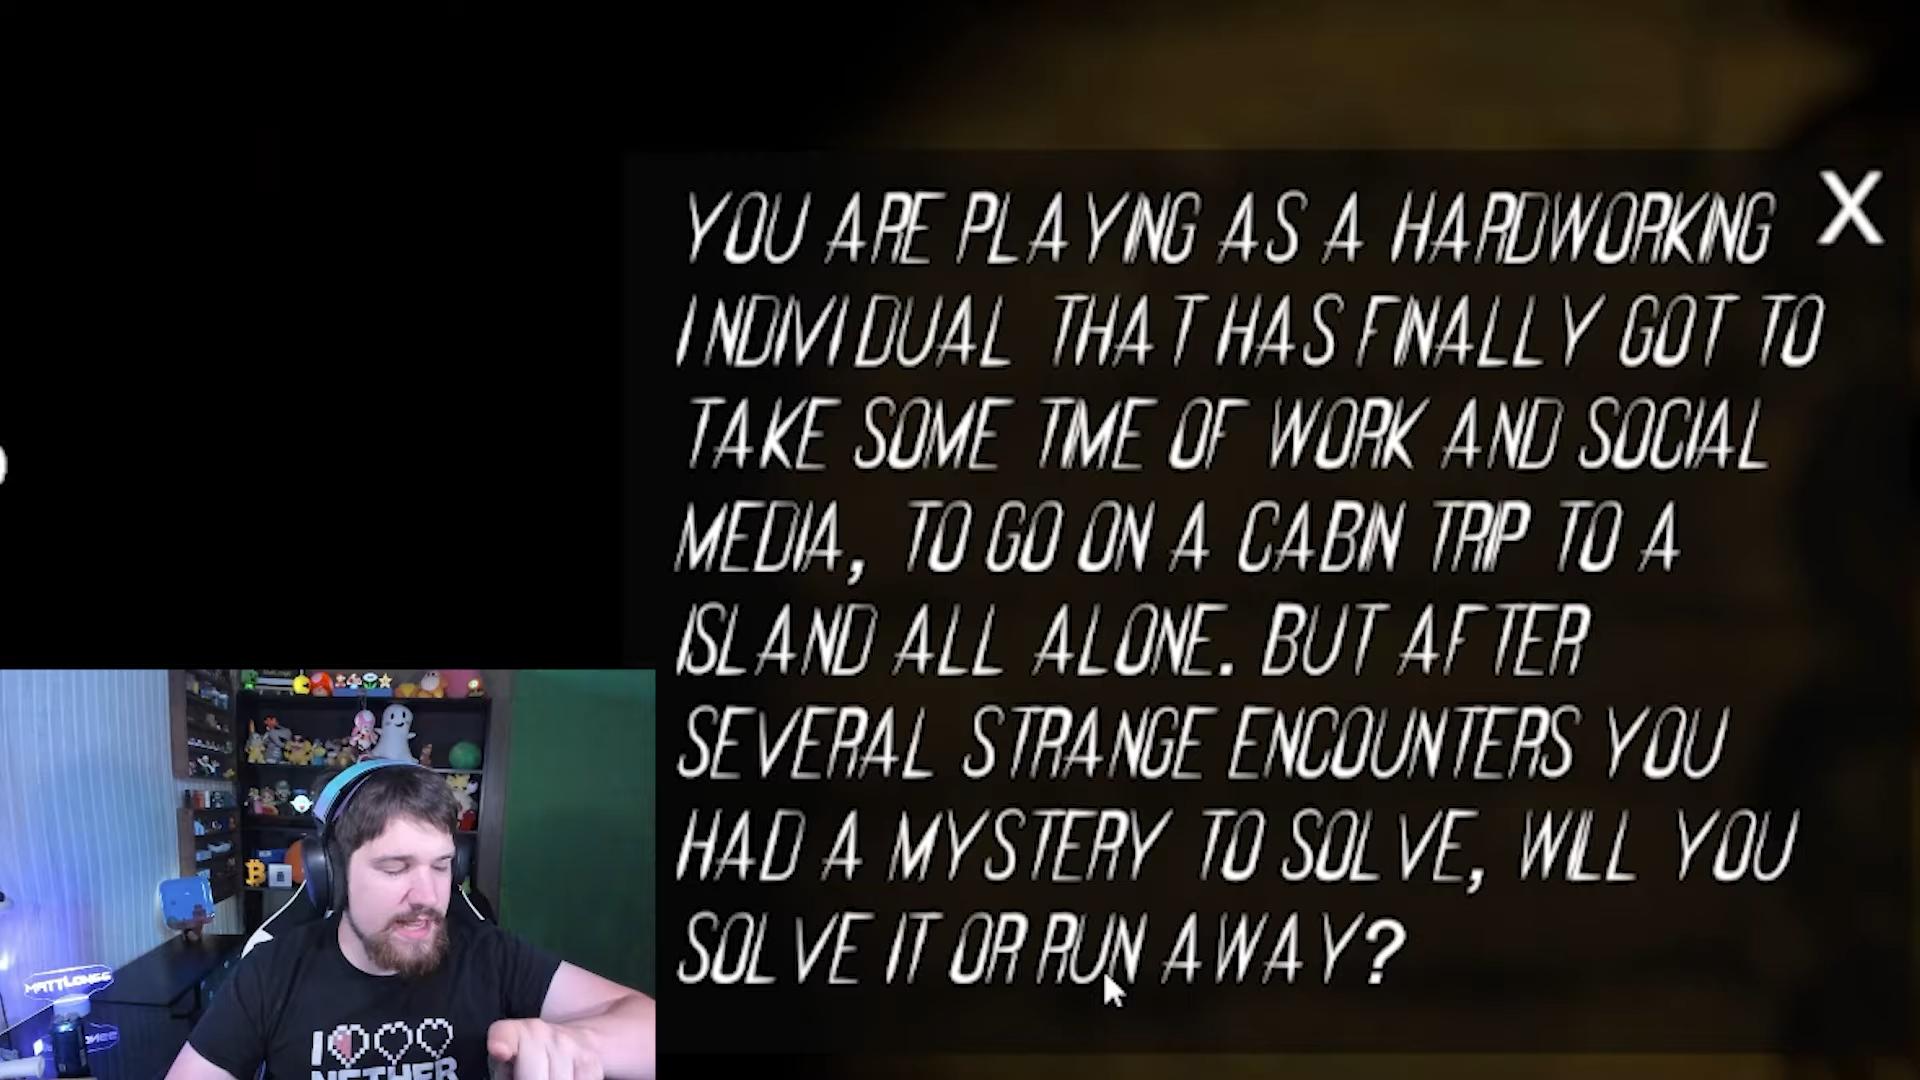 YOU ARE PLAYING AS A HARDWORKING
X
INDIVIDUAL THAT HAS FINALLY GOT TO
TAKE SOME TIME OF WORK AND SOCIAL
MEDIA, TO GO ON A CABIN TRIP TO A
ISLAND ALL ALONE. BUT AFTER
SEVERAL STRANGE ENCOUNTERS YOU
HAD A MYSTERY TO SOLVE, WILL YOU
SOLVE IT OR RUN AWAY?
MATTLONEE
I
NETHER